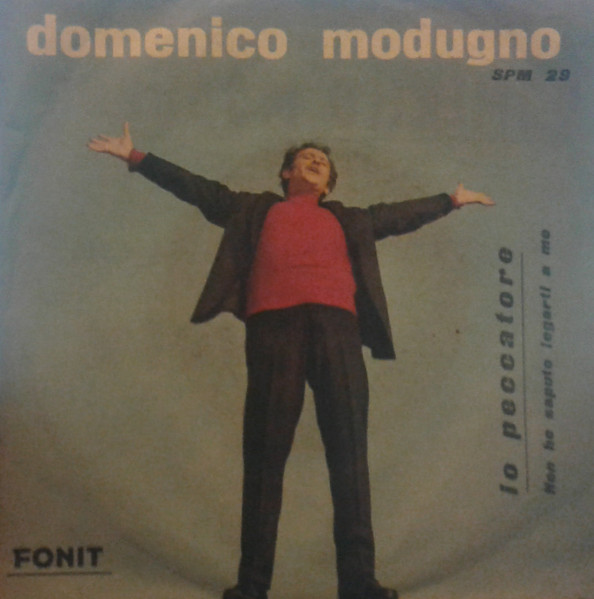 domenico modugno
SPM 29
Io peccatore
Non ho saputo legarti a me
FONIT